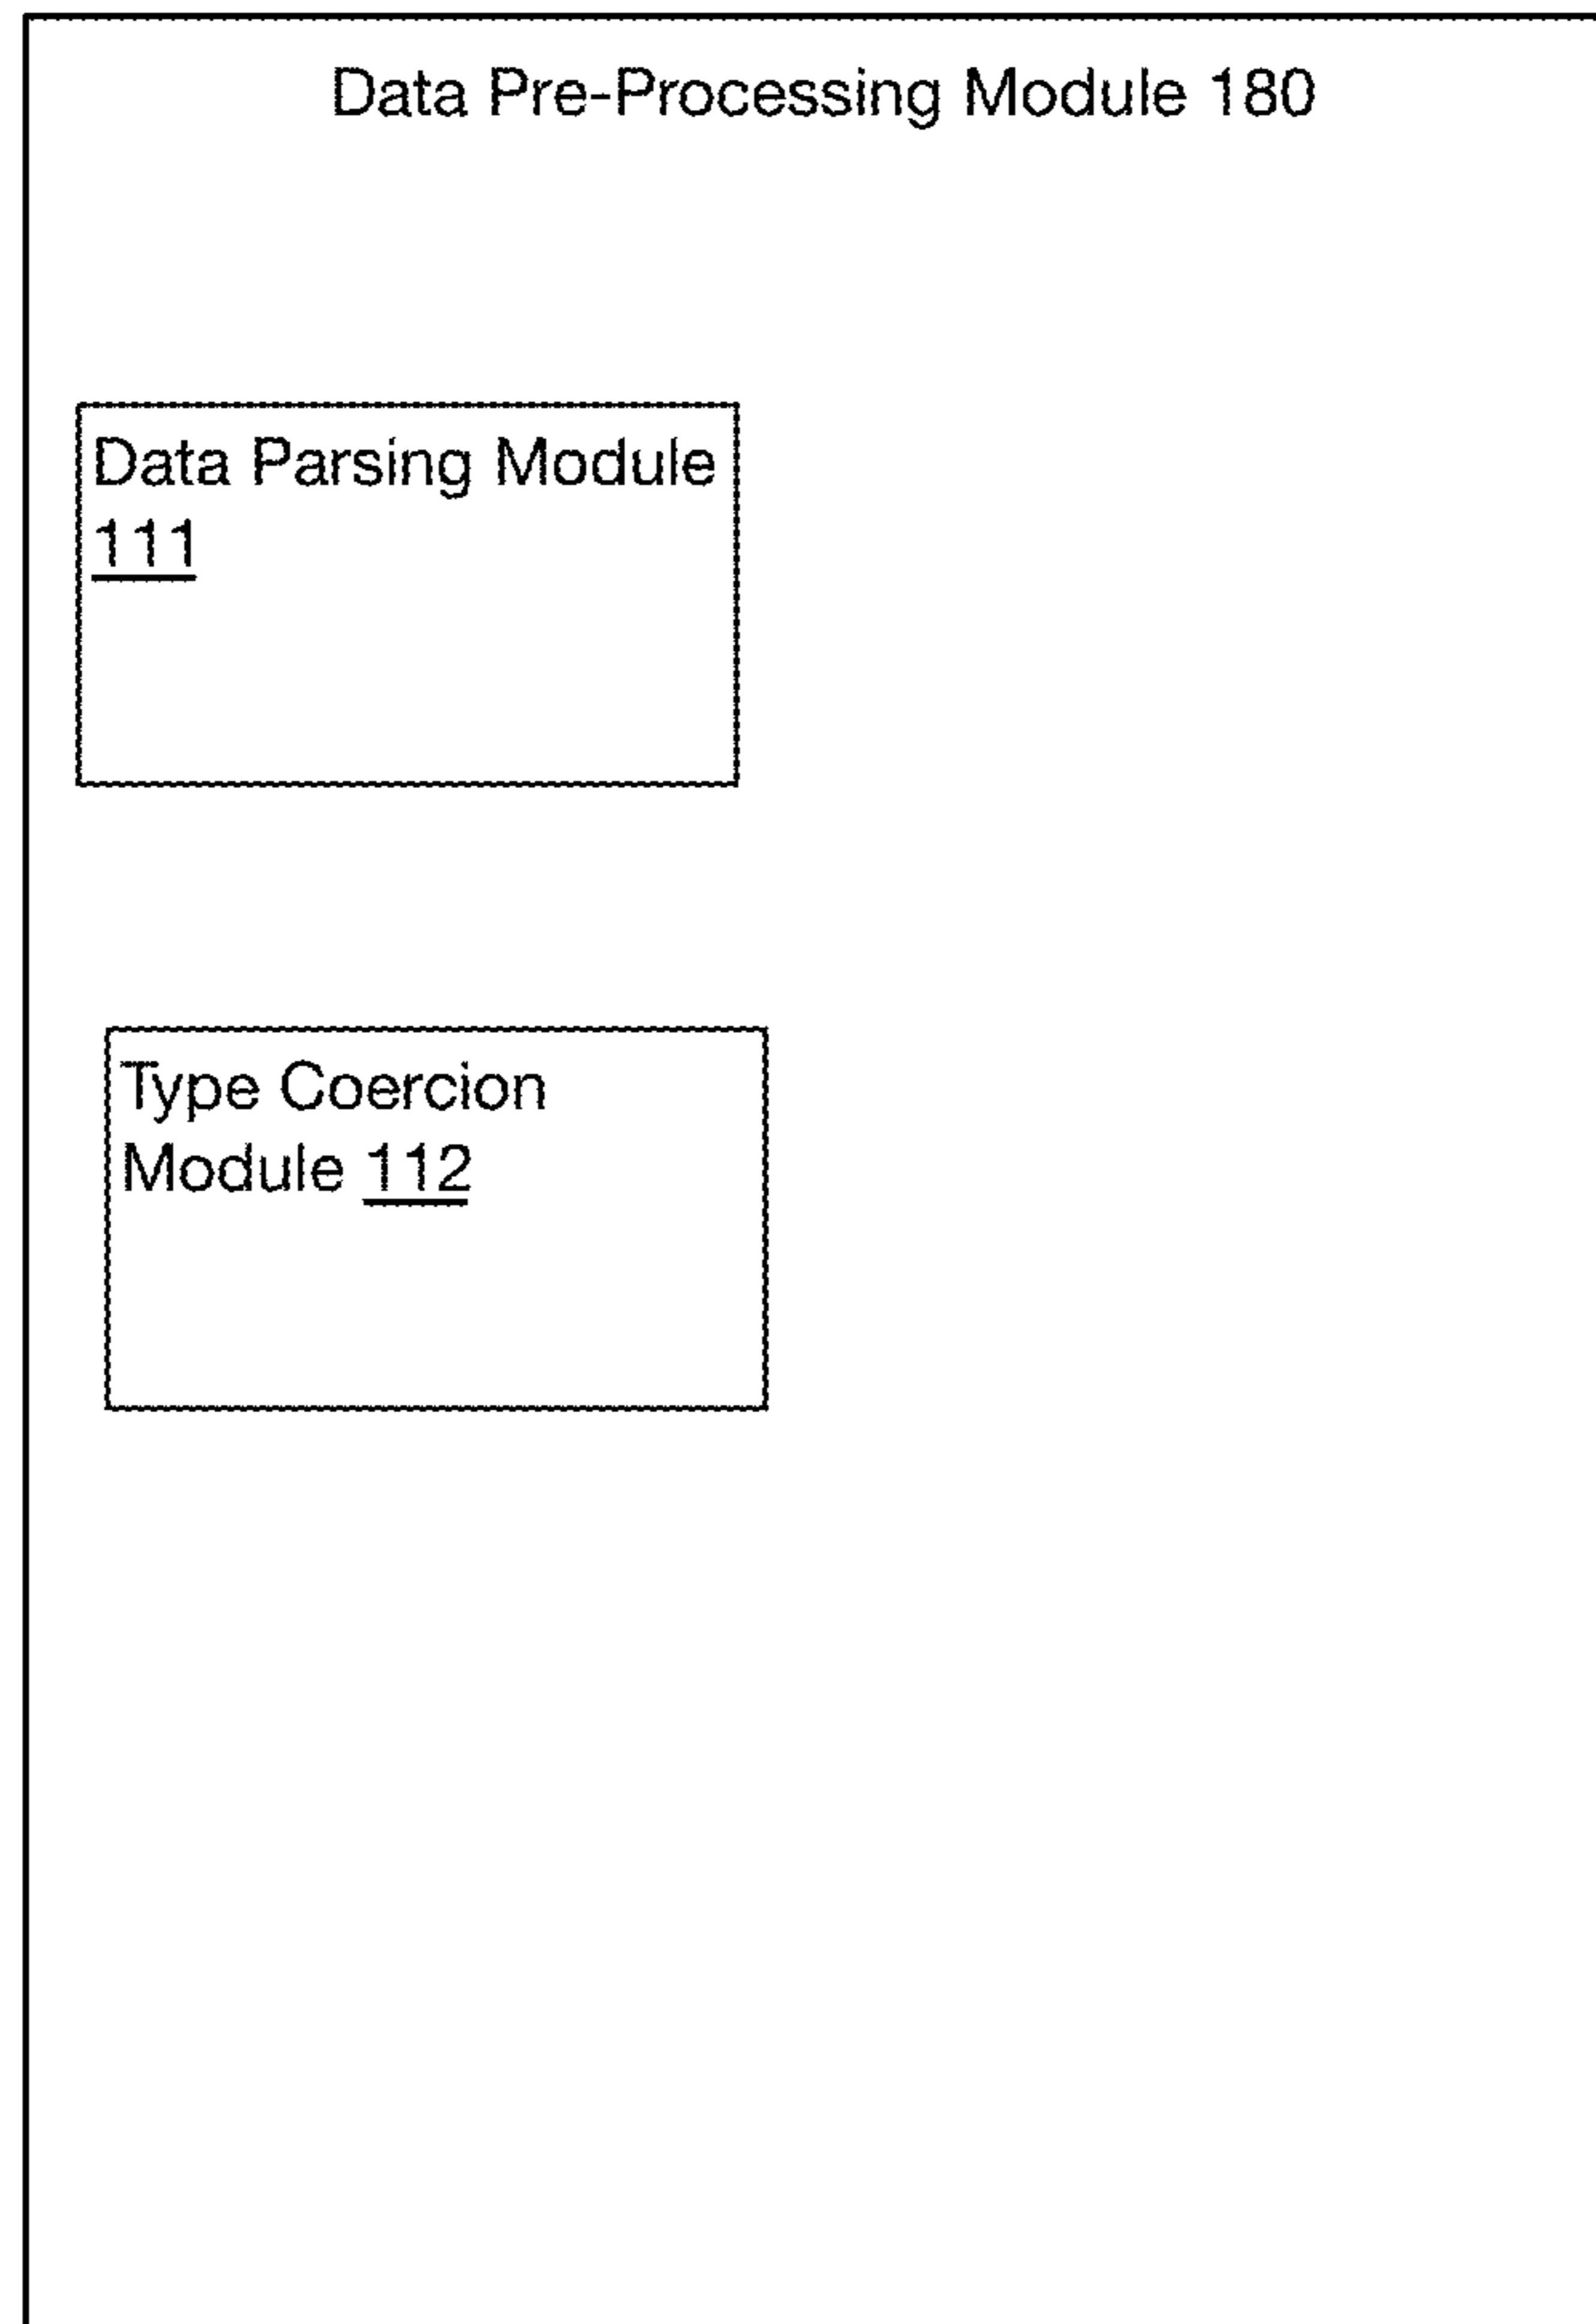 Data Pre-Processing Module 180
Data Parsing Module
111
Type Coercion
Module 112